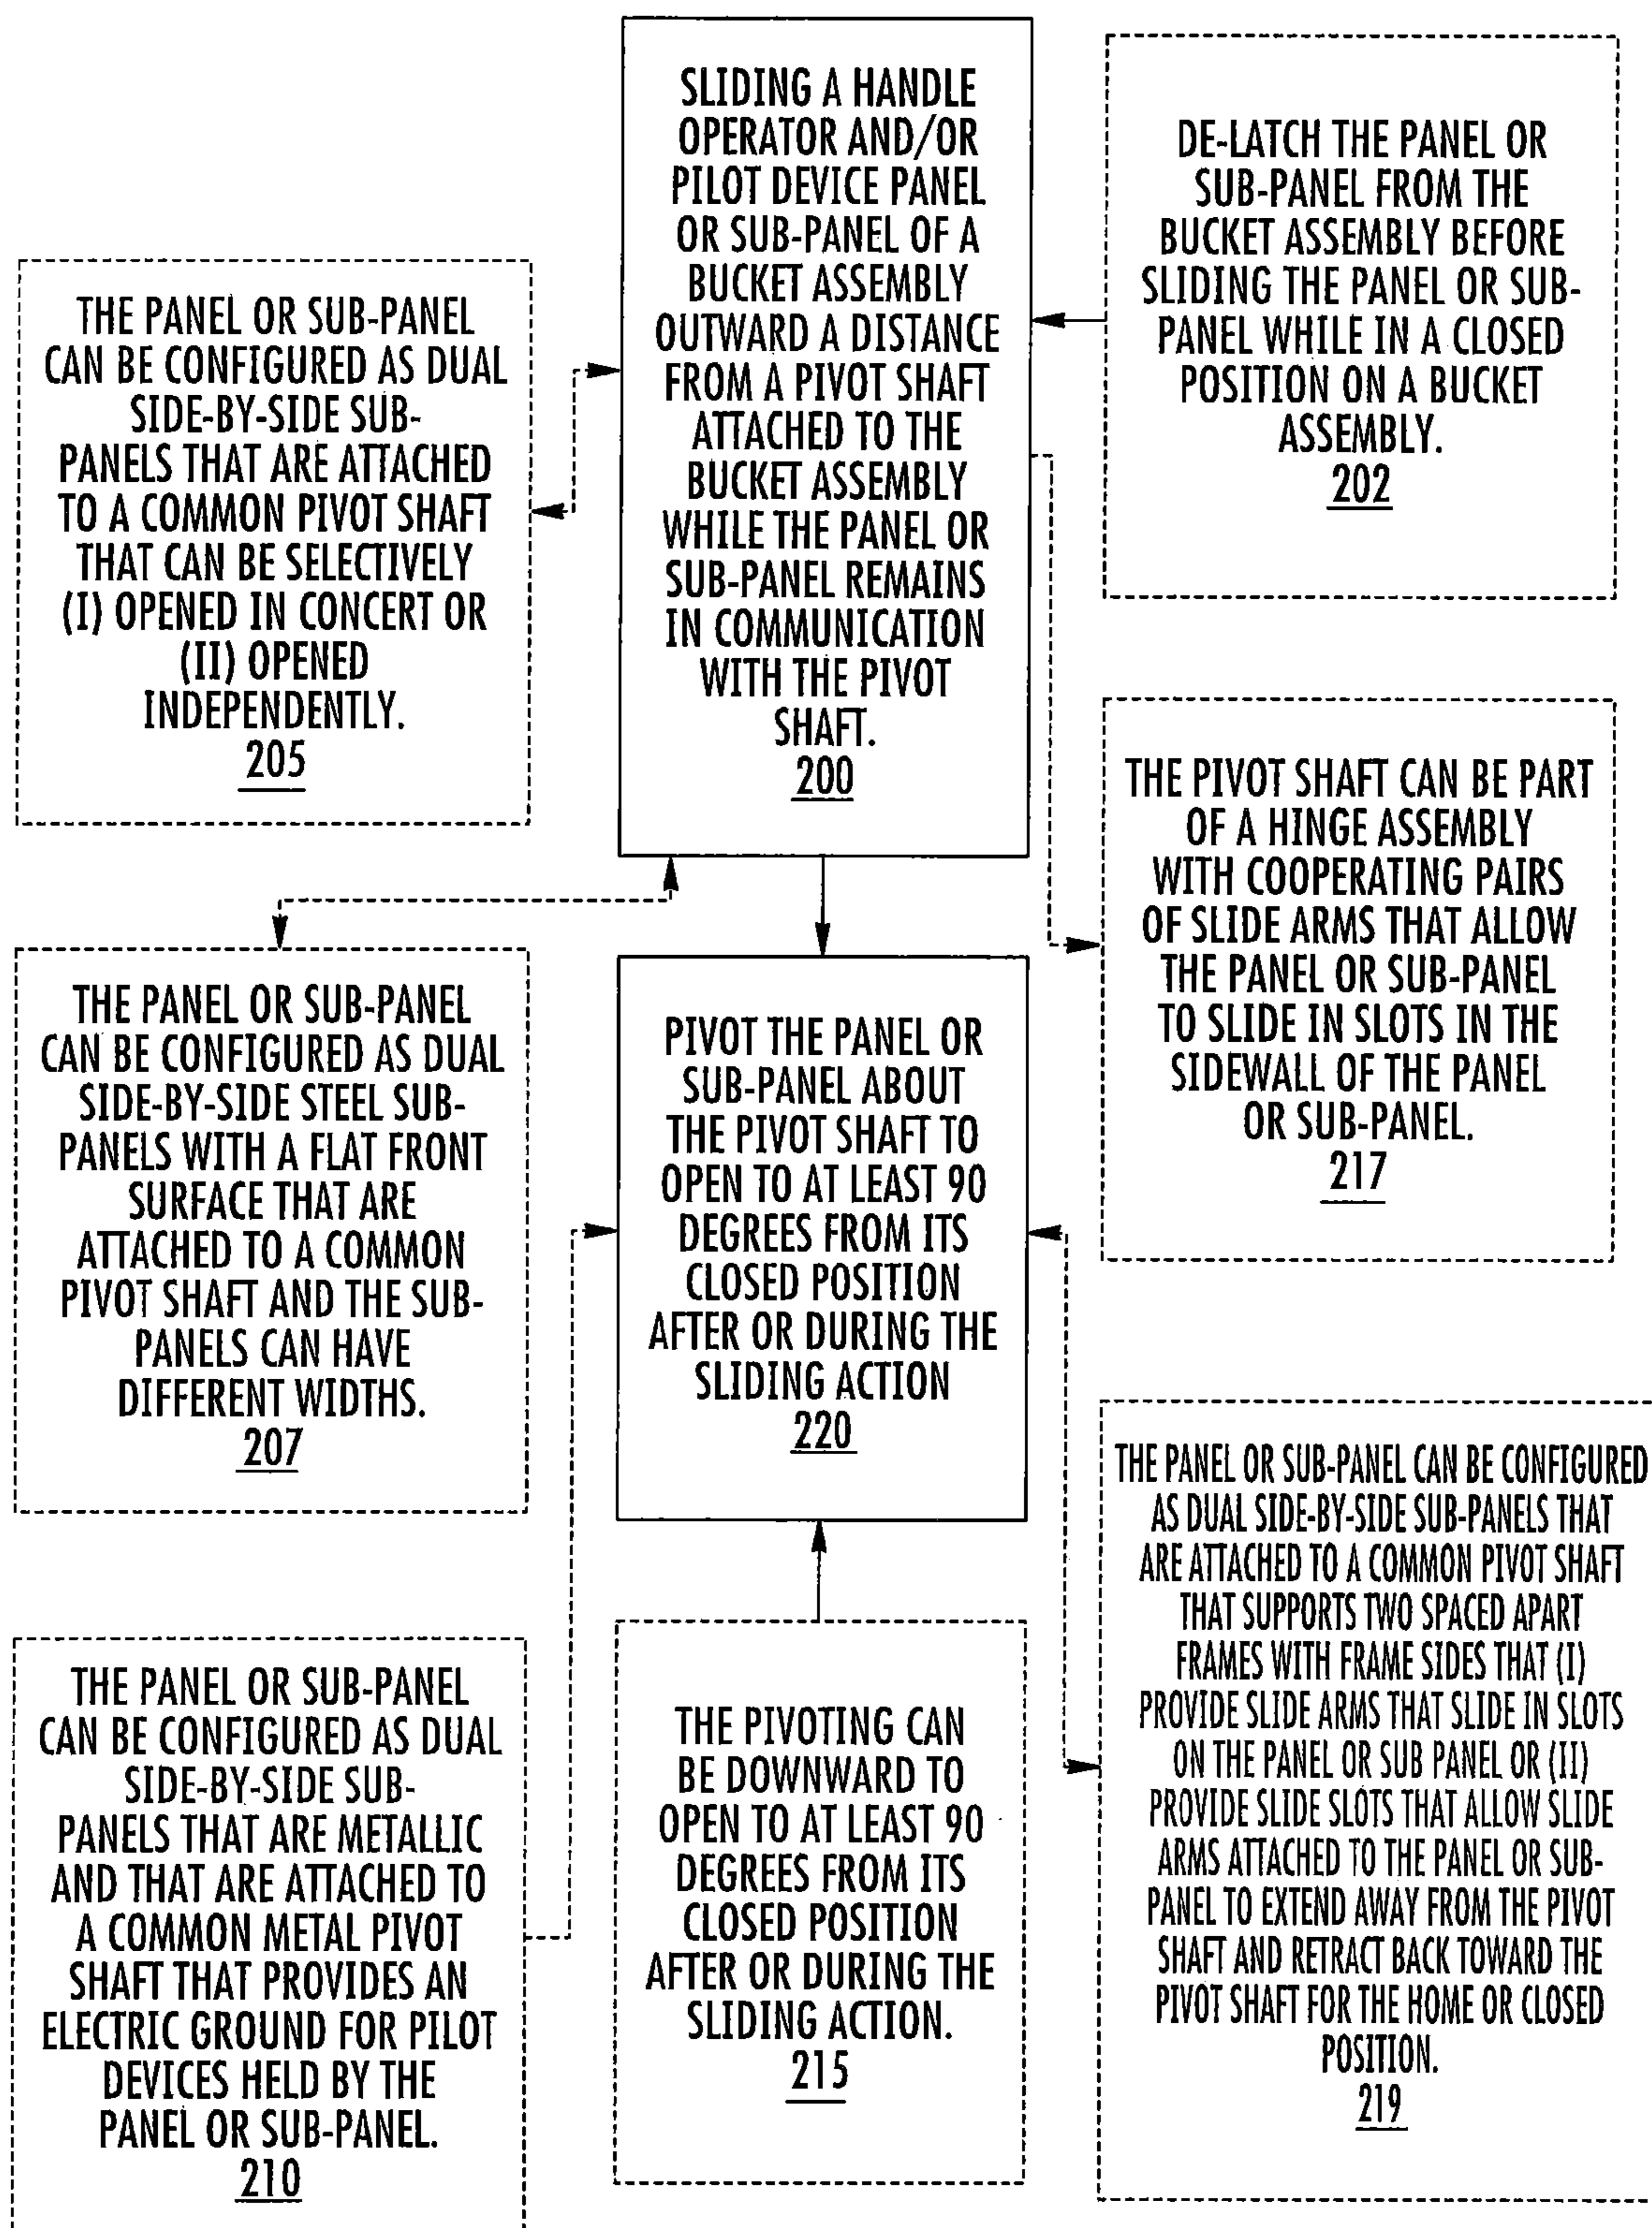 SLIDING A HANDLE
OPERATOR AND/OR
PILOT DEVICE PANEL
OR SUB-PANEL OF A
BUCKET ASSEMBLY
OUTWARD A DISTANCE
FROM A PIVOT SHAFT
ATTACHED TO THE
BUCKET ASSEMBLY
WHILE THE PANEL OR
SUB-PANEL REMAINS
IN COMMUNICATION
WITH THE PIVOT
SHAFT.
200
DE-LATCH THE PANEL OR
SUB-PANEL FROM THE
BUCKET ASSEMBLY BEFORE
SLIDING THE PANEL OR SUB-
PANEL WHILE IN A CLOSED
POSITION ON A BUCKET
ASSEMBLY.
202
THE PANEL OR SUB-PANEL
CAN BE CONFIGURED AS DUAL
SIDE-BY-SIDE SUB-
PANELS THAT ARE ATTACHED
TO A COMMON PIVOT SHAFT
THAT CAN BE SELECTIVELY
(I) OPENED IN CONCERT OR
(II) OPENED
INDEPENDENTLY.
205
THE PIVOT SHAFT CAN BE PART
OF A HINGE ASSEMBLY
WITH COOPERATING PAIRS
OF SLIDE ARMS THAT ALLOW
THE PANEL OR SUB-PANEL
TO SLIDE IN SLOTS IN THE
SIDEWALL OF THE PANEL
OR SUB-PANEL.
217
THE PANEL OR SUB-PANEL
CAN BE CONFIGURED AS DUAL
SIDE-BY-SIDE STEEL SUB-
PANELS WITH A FLAT FRONT
SURFACE THAT ARE
ATTACHED TO A COMMON
PIVOT SHAFT AND THE SUB-
PANELS CAN HAVE
DIFFERENT WIDTHS.
207
PIVOT THE PANEL OR
SUB-PANEL ABOUT
THE PIVOT SHAFT TO
OPEN TO AT LEAST 90
DEGREES FROM ITS
CLOSED POSITION
AFTER OR DURING THE
SLIDING ACTION
220
THE PANEL OR SUB-PANEL CAN BE CONFIGURED
AS DUAL SIDE-BY-SIDE SUB-PANELS THAT
ARE ATTACHED TO A COMMON PIVOT SHAFT
THAT SUPPORTS TWO SPACED APART
FRAMES WITH FRAME SIDES THAT (I)
PROVIDE SLIDE ARMS THAT SLIDE IN SLOTS
ON THE PANEL OR SUB PANEL OR (II)
PROVIDE SLIDE SLOTS THAT ALLOW SLIDE
ARMS ATTACHED TO THE PANEL OR SUB-
PANEL TO EXTEND AWAY FROM THE PIVOT
SHAFT AND RETRACT BACK TOWARD THE
PIVOT SHAFT FOR THE HOME OR CLOSED
POSITION.
219
THE PANEL OR SUB-PANEL
CAN BE CONFIGURED AS DUAL
SIDE-BY-SIDE SUB-
PANELS THAT ARE METALLIC
AND THAT ARE ATTACHED TO
A COMMON METAL PIVOT
SHAFT THAT PROVIDES AN
ELECTRIC GROUND FOR PILOT
DEVICES HELD BY THE
PANEL OR SUB-PANEL.
210
THE PIVOTING CAN
BE DOWNWARD TO
OPEN TO AT LEAST 90
DEGREES FROM ITS
CLOSED POSITION
AFTER OR DURING THE
SLIDING ACTION.
215